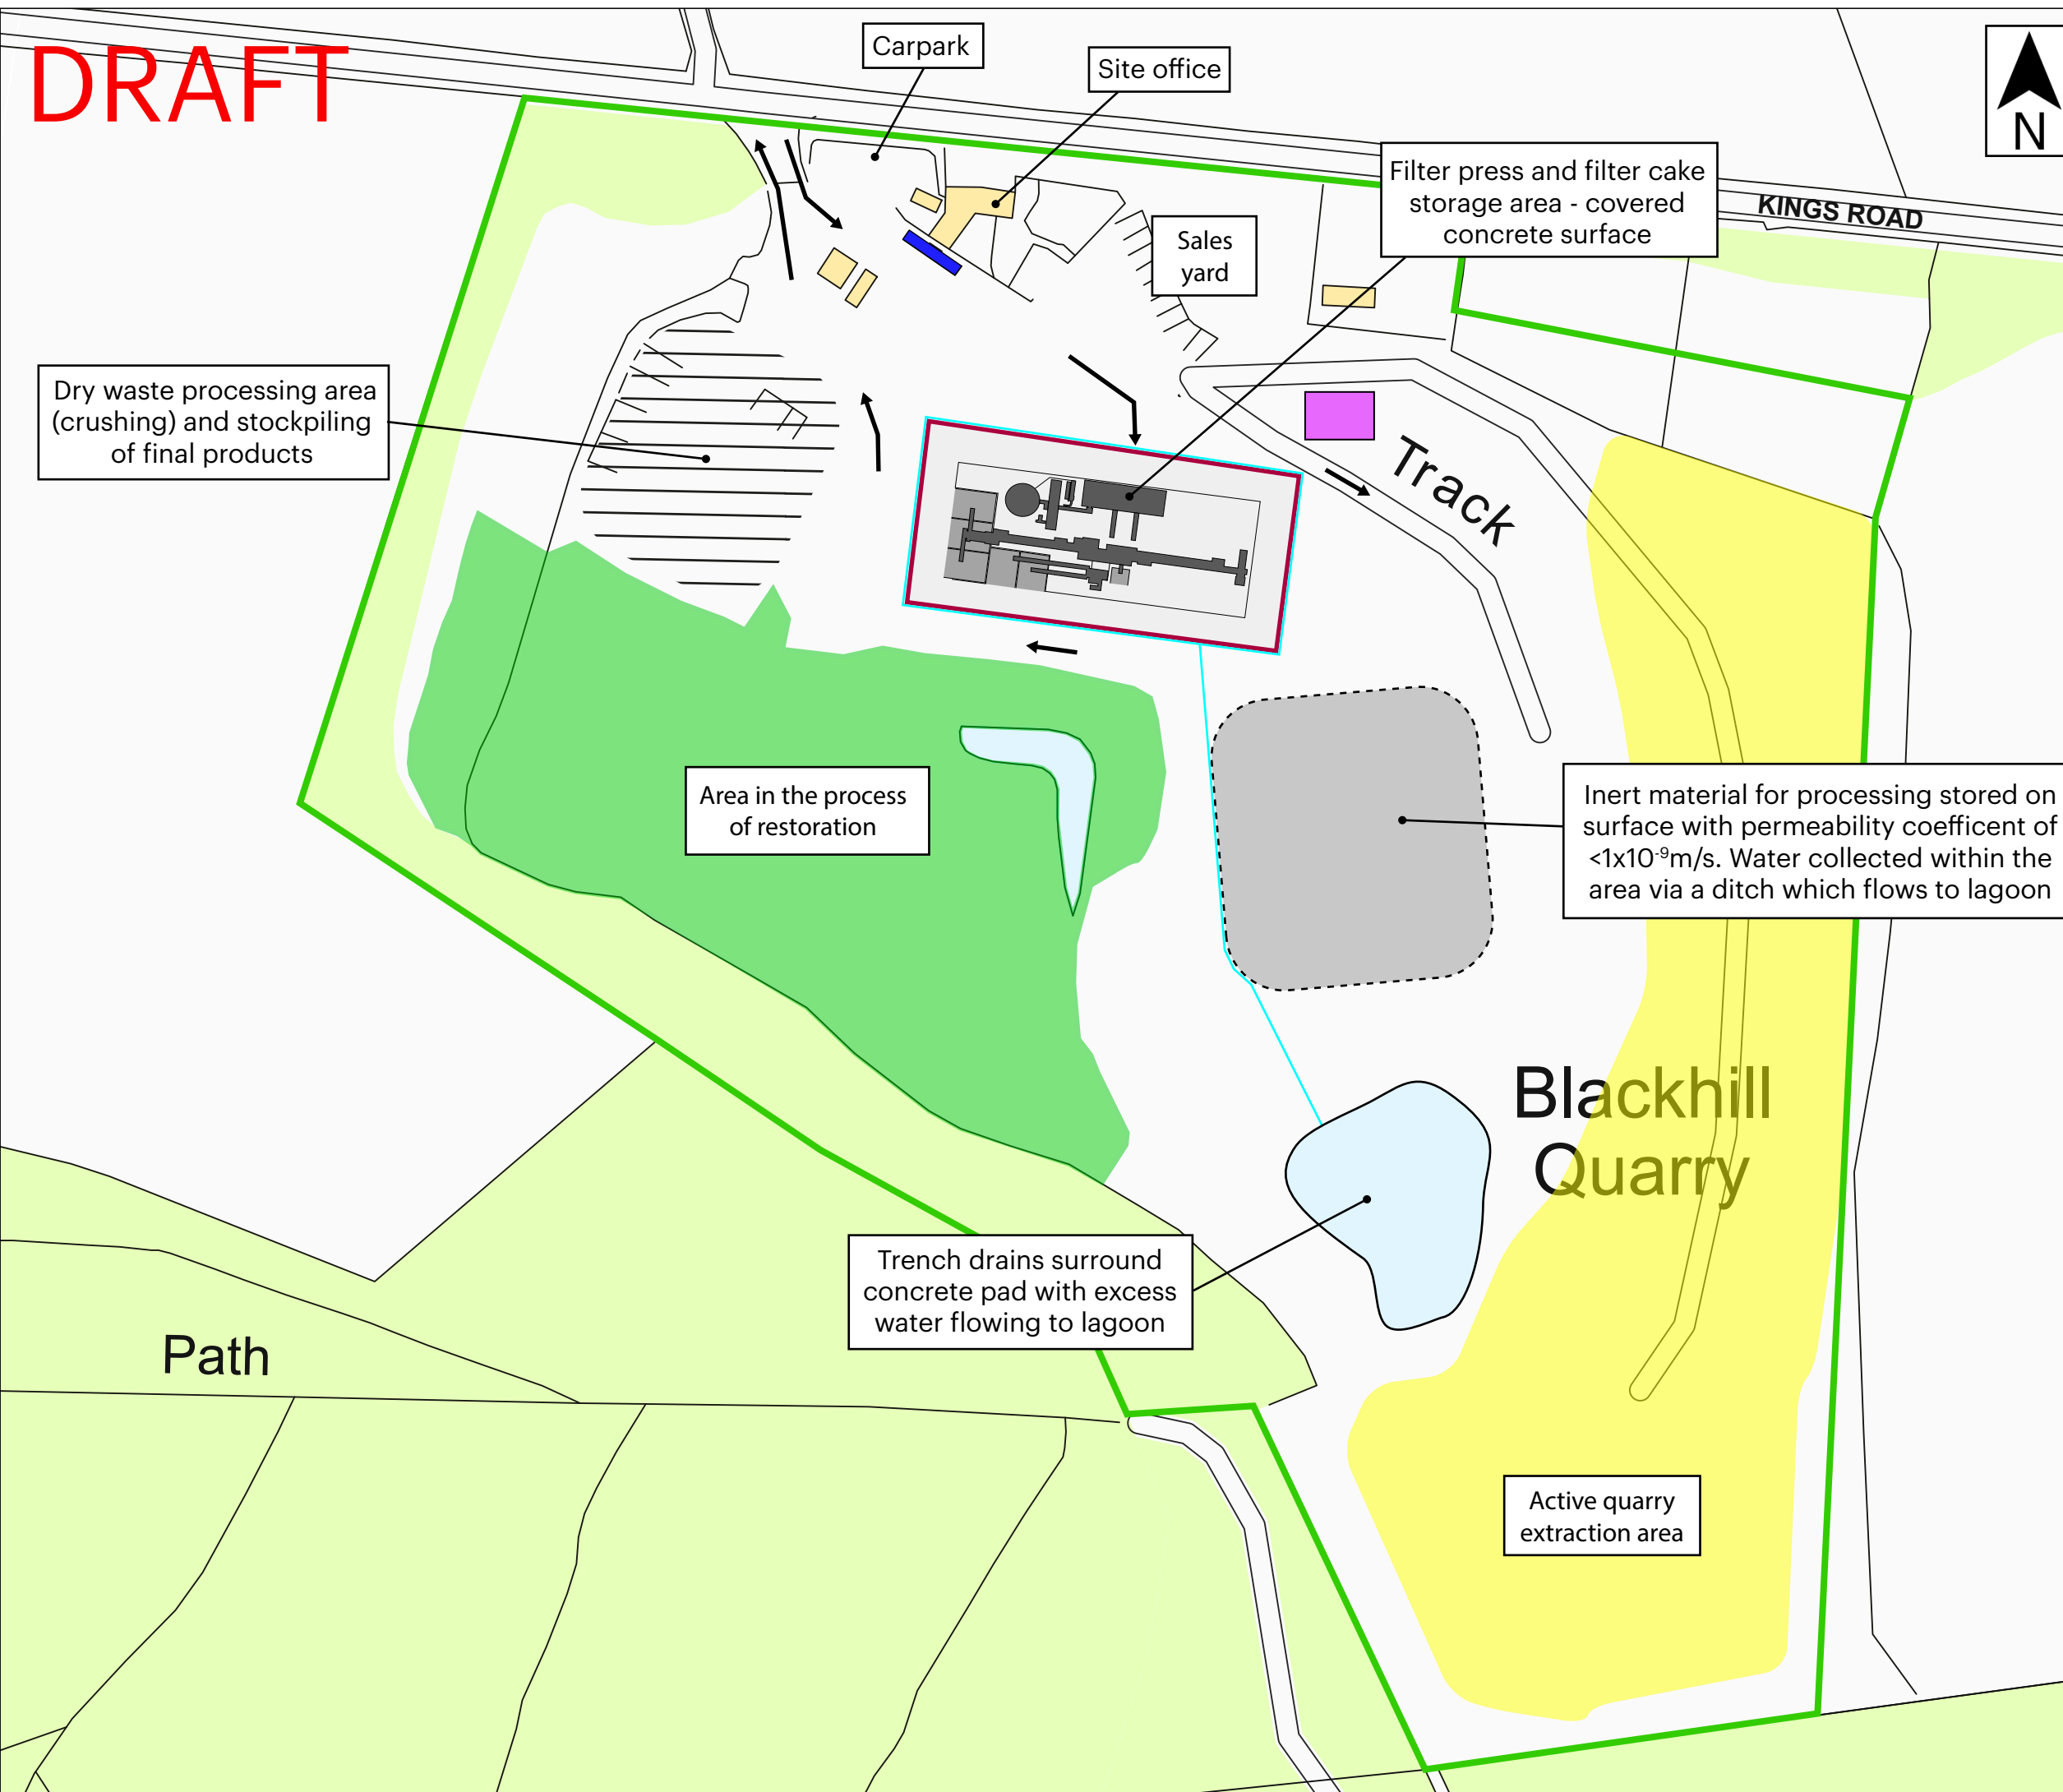 DRAFT
Carpark
Site office
N
Filter press and filter cake
storage area - covered
concrete surface
KINGS ROAD
Sales
yard
Dry waste processing area
(crushing) and stockpiling
of final products
Track
Area in the process
of restoration
Inert material for processing stored on
surface with permeability coefficent of
<1x10⁻⁹m/s. Water collected within the
area via a ditch which flows to lagoon
Blackhill
Quarry
Trench drains surround
concrete pad with excess
water flowing to lagoon
Path
Active quarry
extraction area